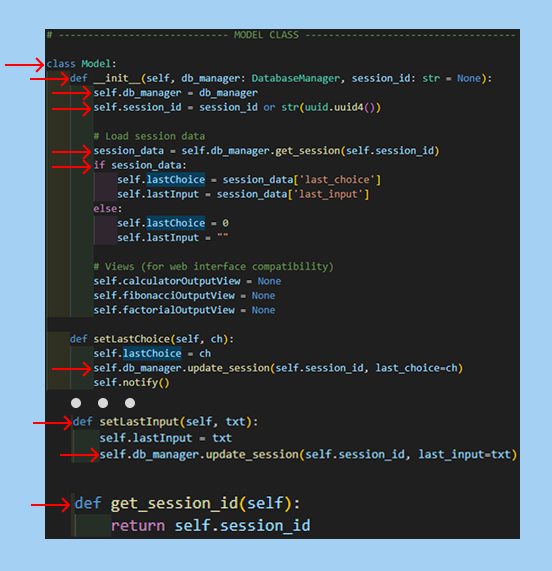 # --------------------------- MODEL CLASS ---------------------------------
class Model:
def __init__(self, db_manager: DatabaseManager, session_id: str = None):
self.db_manager = db_manager
self.session_id = session_id or str(uuid.uuid4())
# Load session data
session_data = self.db_manager.get_session(self.session_id)
if session_data:
self.lastChoice = session_data['last_choice']
self.lastInput = session_data['last_input']
else:
self.lastChoice = 0
self.lastInput = ""
# Views (for web interface compatibility)
self.calculatorOutputView = None
self.fibonacciOutputView = None
self.factorialOutputView = None
def setLastChoice(self, ch):
self.lastChoice = ch
self.db_manager.update_session(self.session_id, last_choice=ch)
self.notify()
def setLastInput(self, txt):
self.lastInput = txt
self.db_manager.update_session(self.session_id, last_input=txt)
def get_session_id(self):
return self.session_id